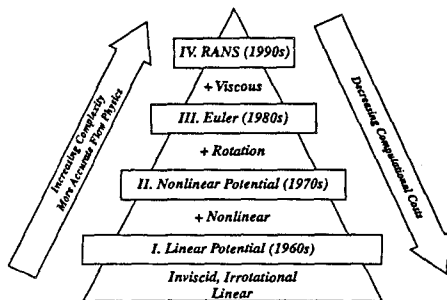 IV. RANS (1990s)
+ Viscous
III. Euler (1980s)
+ Rotation
II. Nonlinear Potential (1970s)
+ Nonlinear
I. Linear Potential (1960s)
Inviscid, Irrotational
Linear
Increasing Complexity
More Accurate Flow Physics
Decreasing Computational Costs